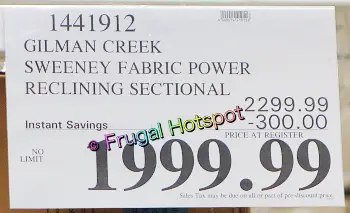 1441912
GILMAN CREEK
SWEENEY FABRIC POWER
RECLINING SECTIONAL
2299.99
Instant Savings -300.00
© Frugal Hotspot
PRICE AT REGISTER
NO
LIMIT
1999.99
Sales Tax may be due on all or part of pre-discount price